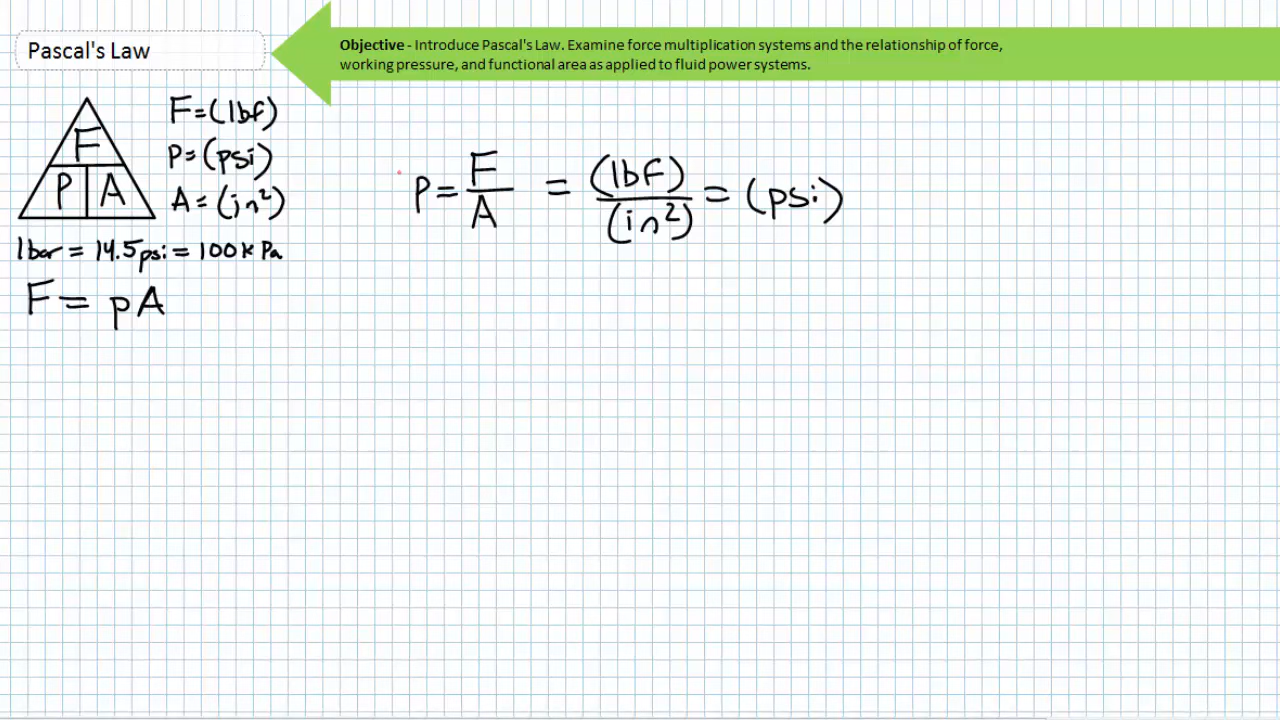 Pascal's Law
Objective - Introduce Pascal's Law. Examine force multiplication systems and the relationship of force,
working pressure, and functional area as applied to fluid power systems.
F
P A
F = (lbf)
P = (psi)
A = (in²)
1bar = 14.5psi = 100kPa
F = pA
P = F/A = (lbf)/(in²) = (psi)